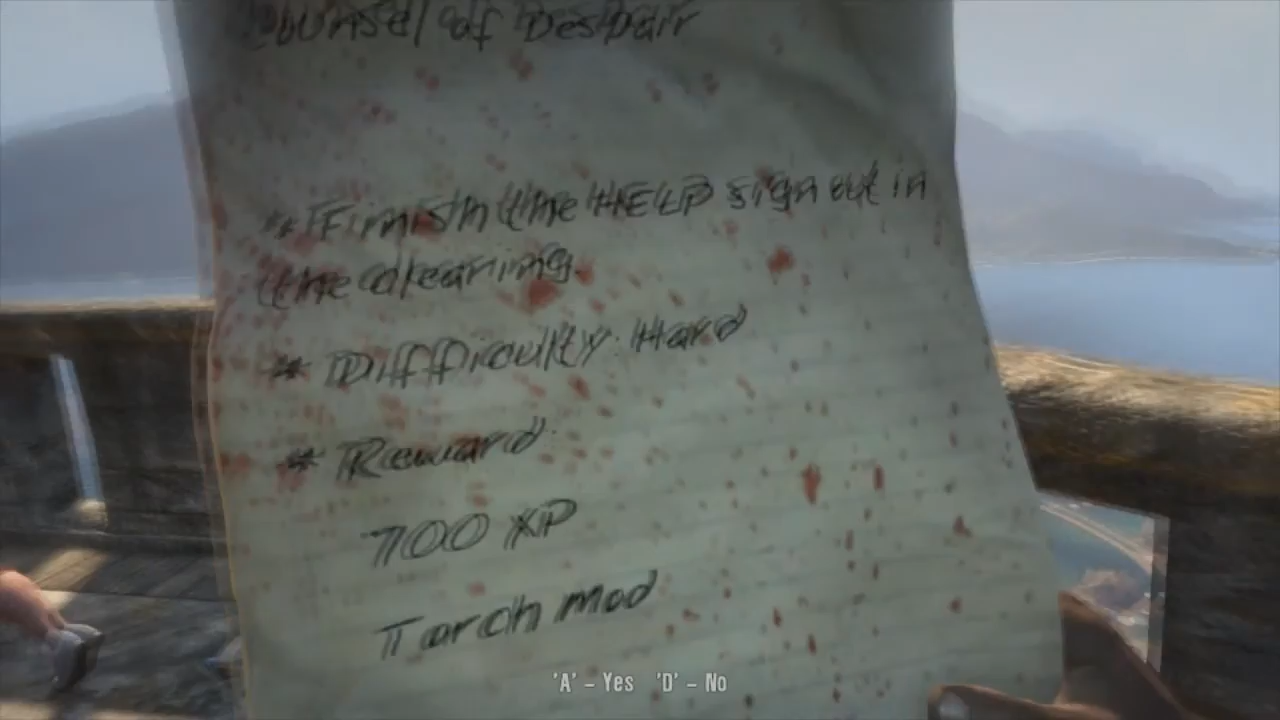 Counsel of Despair
* Finish the HELP sign out in
the clearing.
* Difficulty: Hard
* Reward:
700 XP
Torch mod
'A' – Yes 'D' – No